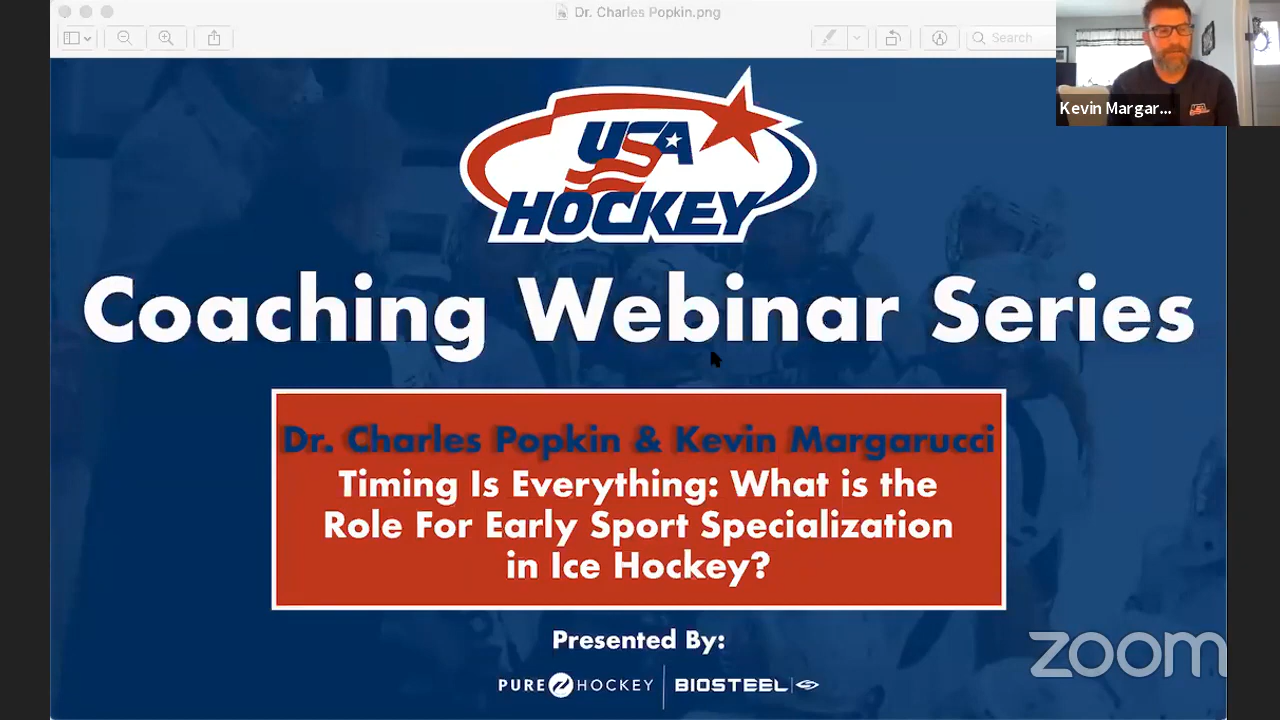 Dr. Charles Popkin.png
Search
Kevin Margar...
USA
HOCKEY
Coaching Webinar Series
Dr. Charles Popkin & Kevin Margarucci
Timing Is Everything: What is the
Role For Early Sport Specialization
in Ice Hockey?
Presented By:
PURE HOCKEY BIOSTEEL
zoom